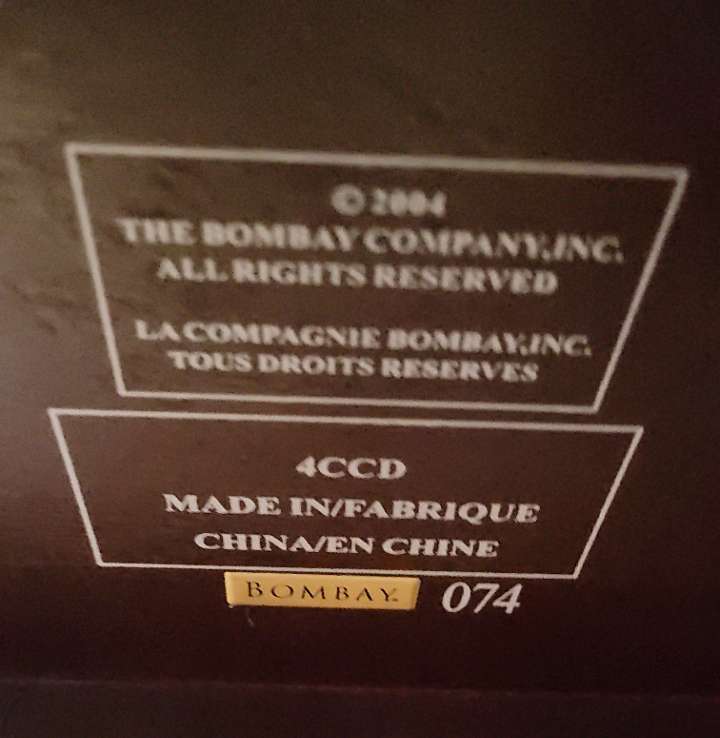 © 2004
THE BOMBAY COMPANY, INC.
ALL RIGHTS RESERVED
LA COMPAGNIE BOMBAY, INC.
TOUS DROITS RESERVES
4CCD
MADE IN/FABRIQUE
CHINA/EN CHINE
BOMBAY 074